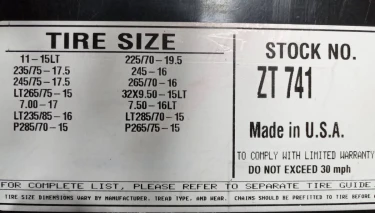 TIRE SIZE
11-15LT
235/75-17.5
245/75-17.5
LT265/75-15
7.00-17
LT235/85-16
P285/70-15
225/70-19.5
245-16
265/70-16
32X9.50-15LT
7.50-16LT
LT285/70-15
P265/75-15
STOCK NO.
ZT 741
Made in U.S.A.
TO COMPLY WITH LIMITED WARRANTY
DO NOT EXCEED 30 mph
FOR COMPLETE LIST, PLEASE REFER TO SEPARATE TIRE GUIDE
TIRE SIZE DIMENSIONS VARY BY MANUFACTURER, TREAD TYPE, AND WEAR. CHAINS SHOULD BE PREFITTED TO TIRE BEFORE